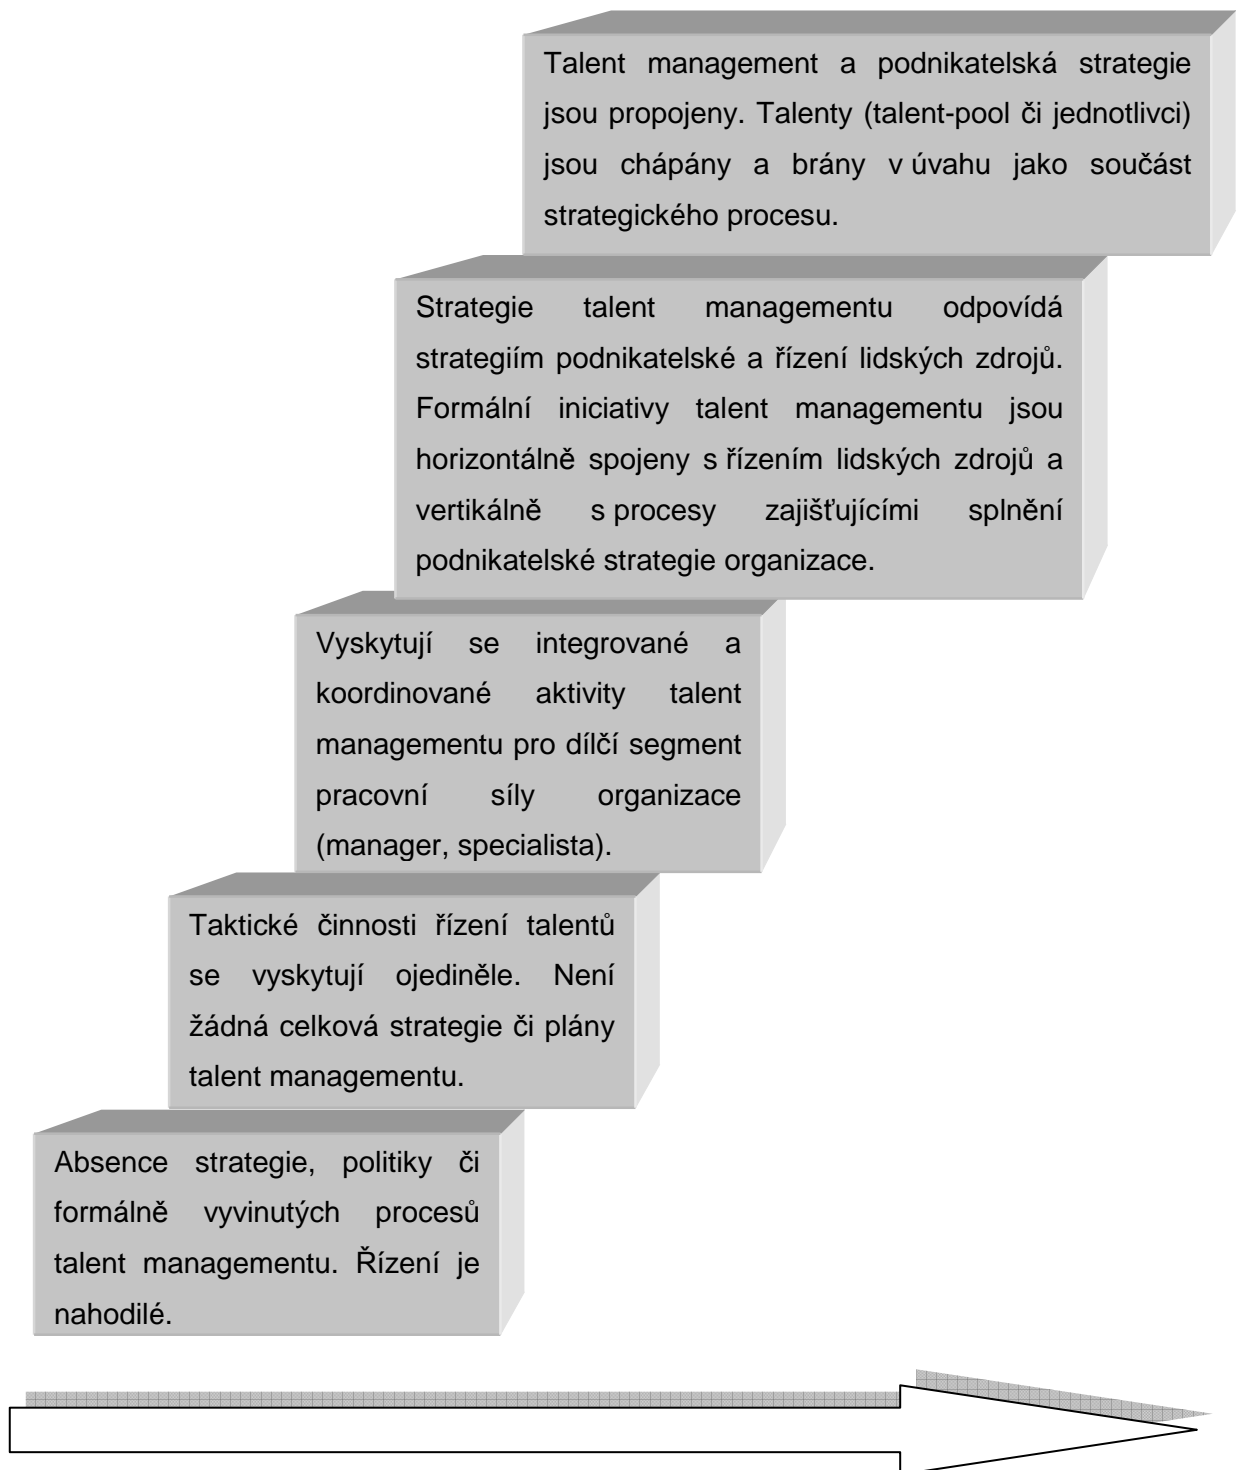 Talent management a podnikatelská strategie
jsou propojeny. Talenty (talent-pool či jednotlivci)
jsou chápány a brány v úvahu jako součást
strategického procesu.
Strategie talent managementu odpovídá
strategiím podnikatelské a řízení lidských zdrojů.
Formální iniciativy talent managementu jsou
horizontálně spojeny s řízením lidských zdrojů a
vertikálně s procesy zajišťujícími splnění
podnikatelské strategie organizace.
Vyskytují se integrované a
koordinované aktivity talent
managementu pro dílčí segment
pracovní síly organizace
(manager, specialista).
Taktické činnosti řízení talentů
se vyskytují ojediněle. Není
žádná celková strategie či plány
talent managementu.
Absence strategie, politiky či
formálně vyvinutých procesů
talent managementu. Řízení je
nahodilé.